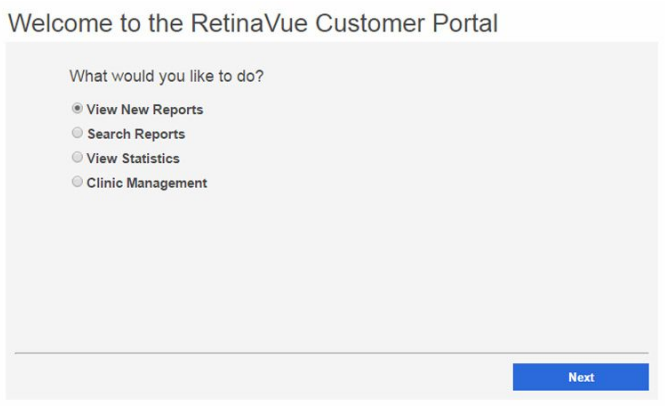 Welcome to the RetinaVue Customer Portal
What would you like to do?
View New Reports
Search Reports
View Statistics
Clinic Management
Next